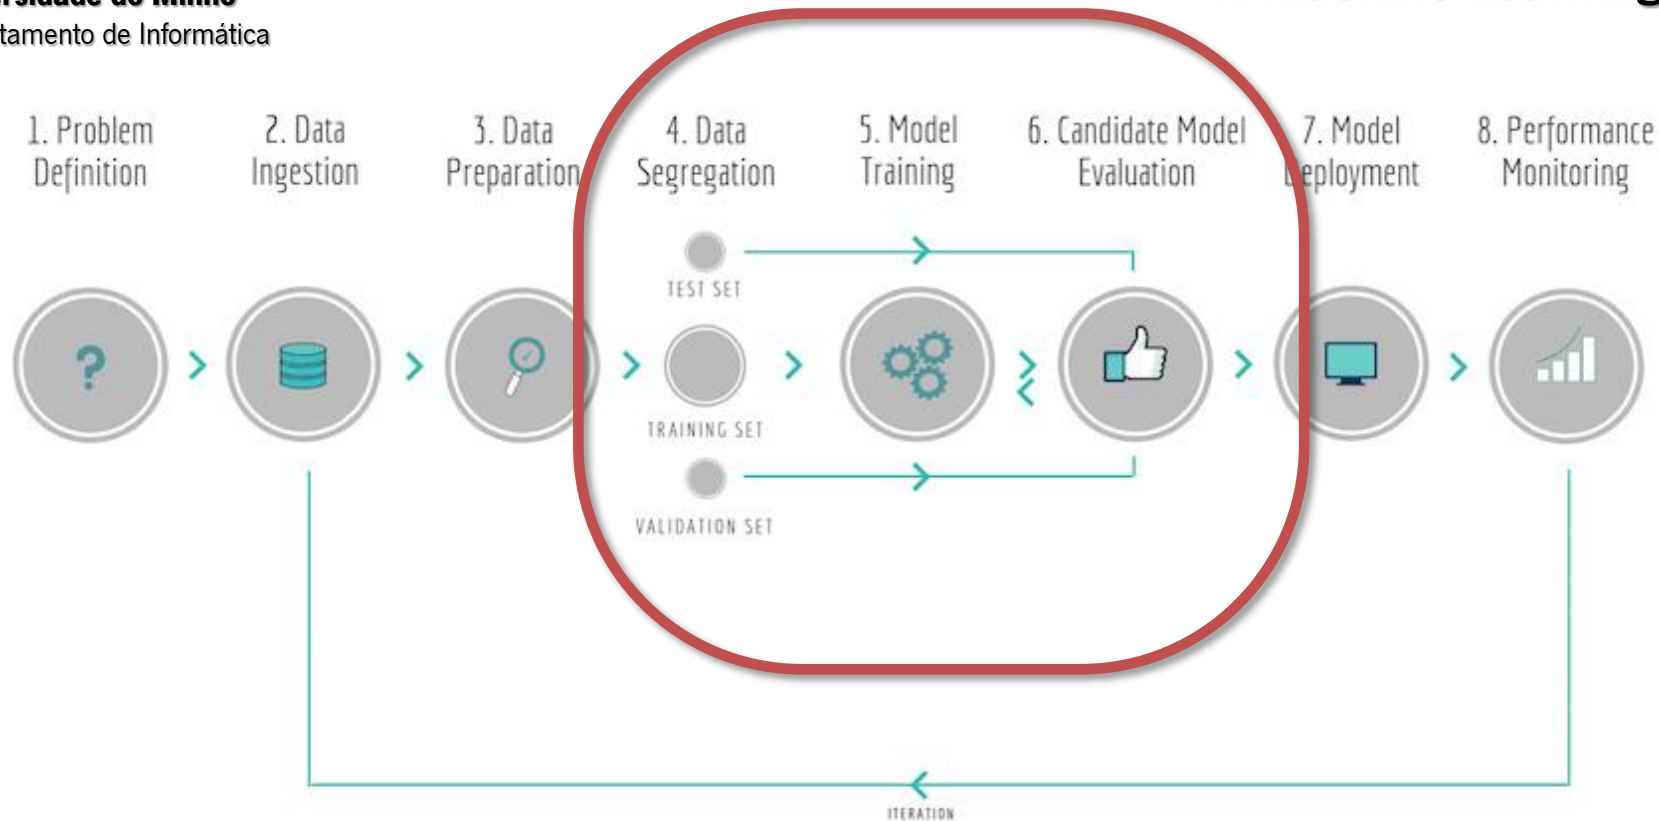 tamento de Informática
1. Problem
Definition
2. Data
Ingestion
3. Data
Preparation
4. Data
Segregation
5. Model
Training
6. Candidate Model
Evaluation
7. Model
Deployment
8. Performance
Monitoring
TEST SET
TRAINING SET
VALIDATION SET
ITERATION